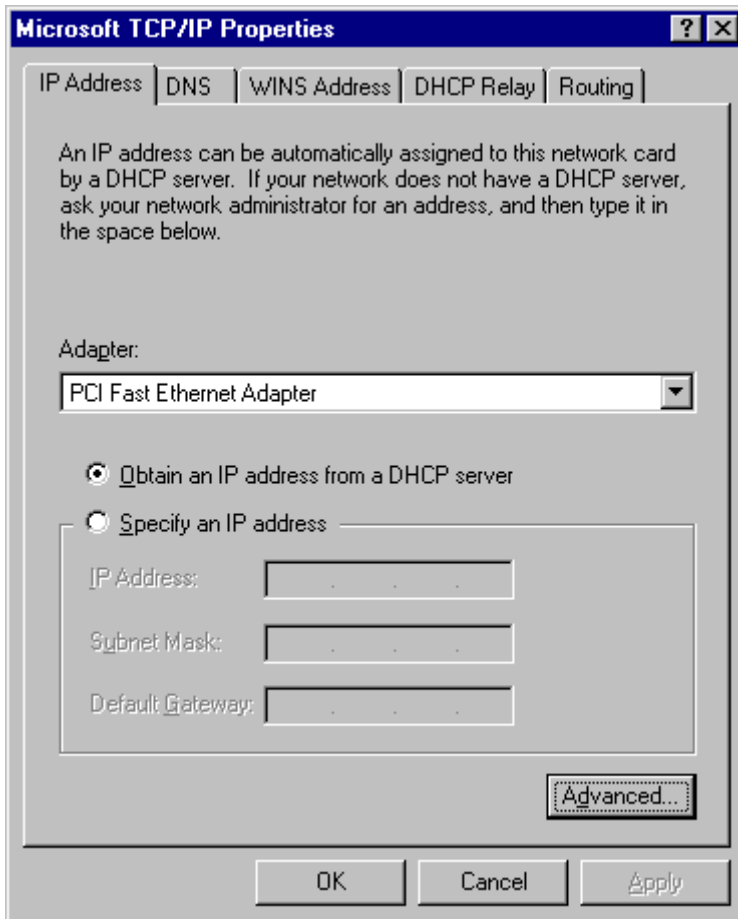 Microsoft TCP/IP Properties
IP Address DNS WINS Address DHCP Relay Routing
An IP address can be automatically assigned to this network card
by a DHCP server. If your network does not have a DHCP server,
ask your network administrator for an address, and then type it in
the space below.
Adapter:
PCI Fast Ethernet Adapter
Obtain an IP address from a DHCP server
Specify an IP address
IP Address:
Subnet Mask:
Default Gateway:
Advanced...
OK Cancel Apply